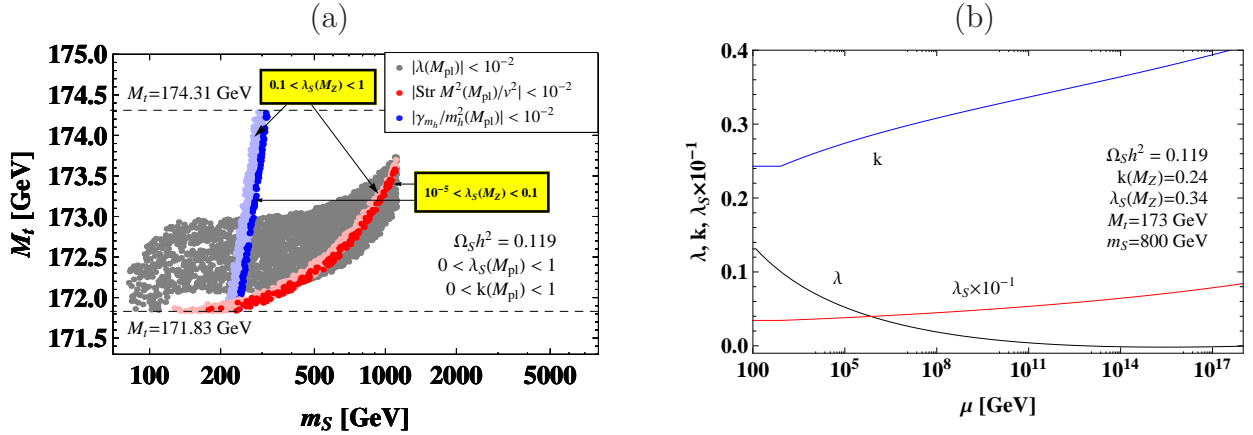 (a)
175.0
174.5
174.0
173.5
173.0
172.5
172.0
171.5
M_t [GeV]
M_t=174.31 GeV
0.1 < λ_S(M_Z) < 1
|λ(M_pl)| < 10^-2
|Str M^2(M_pl)/v^2| < 10^-2
|γ_{m_h}/m_h^2(M_pl)| < 10^-2
10^-5 < λ_S(M_Z) < 0.1
Ω_S h^2 = 0.119
0 < λ_S(M_pl) < 1
0 < k(M_pl) < 1
M_t=171.83 GeV
100 200 500 1000 2000 5000
m_S [GeV]
(b)
0.4
0.3
0.2
0.1
0.0
λ, k, λ_S×10^-1
k
Ω_S h^2 = 0.119
k(M_Z)=0.24
λ_S(M_Z)=0.34
M_t=173 GeV
m_S=800 GeV
λ
λ_S×10^-1
100 10^5 10^8 10^11 10^14 10^17
μ [GeV]